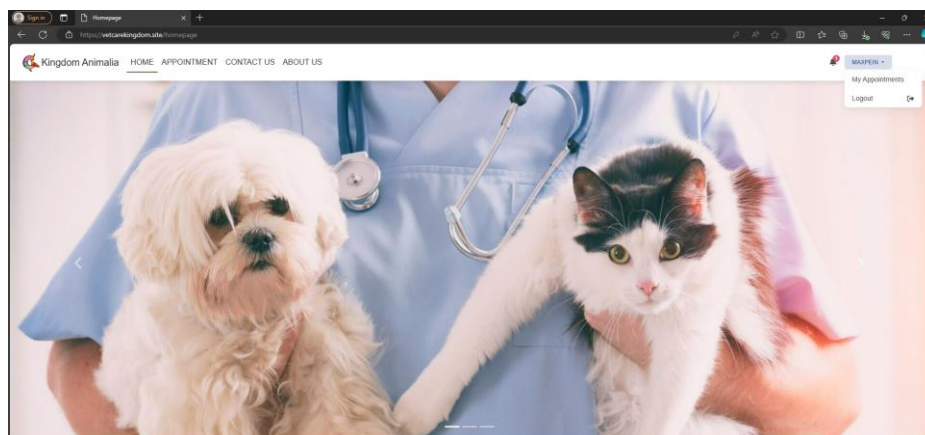 Sign in
Homepage
https://vetcarekingdom.site/homepage
Kingdom Animalia HOME APPOINTMENT CONTACT US ABOUT US
MAXPEIN
My Appointments
Logout